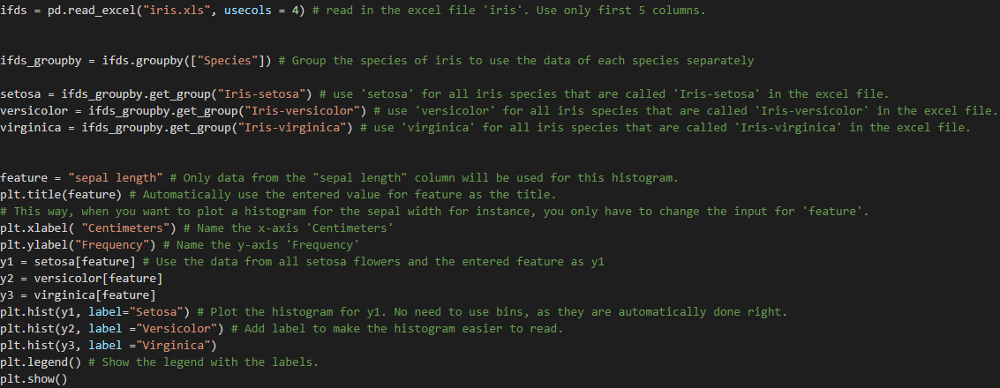 ifds = pd.read_excel("iris.xls", usecols = 4) # read in the excel file 'iris'. Use only first 5 columns.
ifds_groupby = ifds.groupby(["Species"]) # Group the species of iris to use the data of each species separately
setosa = ifds_groupby.get_group("Iris-setosa") # use 'setosa' for all iris species that are called 'Iris-setosa' in the excel file.
versicolor = ifds_groupby.get_group("Iris-versicolor") # use 'versicolor' for all iris species that are called 'Iris-versicolor' in the excel file.
virginica = ifds_groupby.get_group("Iris-virginica") # use 'virginica' for all iris species that are called 'Iris-virginica' in the excel file.
feature = "sepal length" # Only data from the "sepal length" column will be used for this histogram.
plt.title(feature) # Automatically use the entered value for feature as the title.
# This way, when you want to plot a histogram for the sepal width for instance, you only have to change the input for 'feature'.
plt.xlabel( "Centimeters") # Name the x-axis 'Centimeters'
plt.ylabel("Frequency") # Name the y-axis 'Frequency'
y1 = setosa[feature] # Use the data from all setosa flowers and the entered feature as y1
y2 = versicolor[feature]
y3 = virginica[feature]
plt.hist(y1, label="Setosa") # Plot the histogram for y1. No need to use bins, as they are automatically done right.
plt.hist(y2, label ="Versicolor") # Add label to make the histogram easier to read.
plt.hist(y3, label ="Virginica")
plt.legend() # Show the legend with the labels.
plt.show()